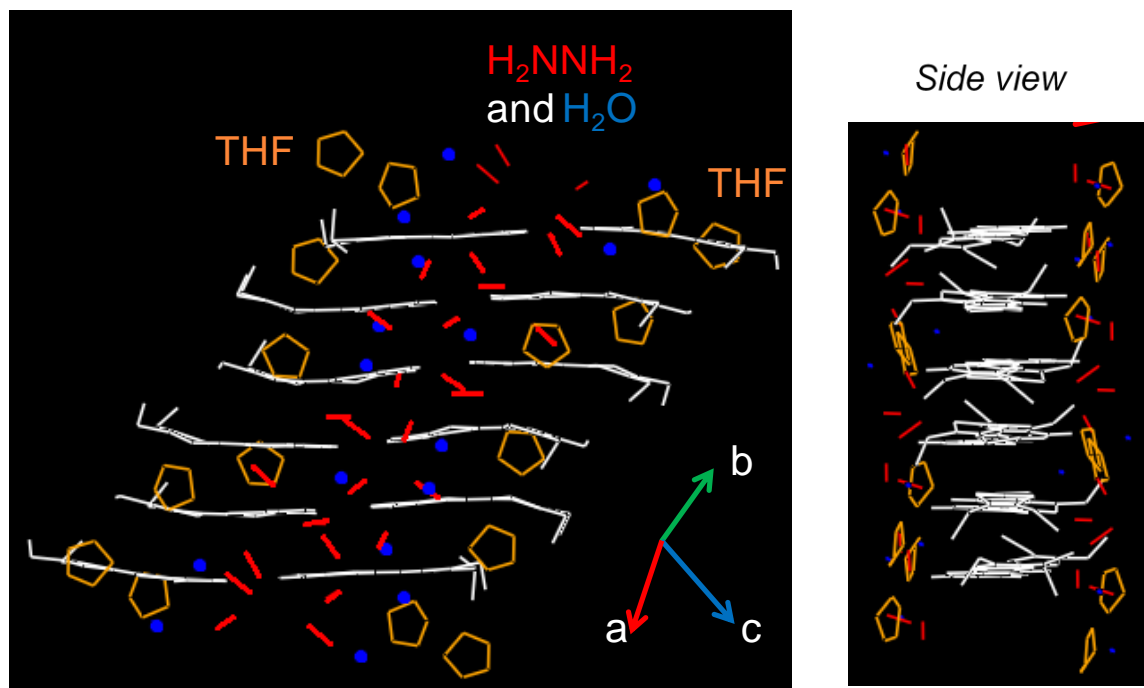 H₂NNH₂
and H₂O
THF
THF
b
a
c
Side view